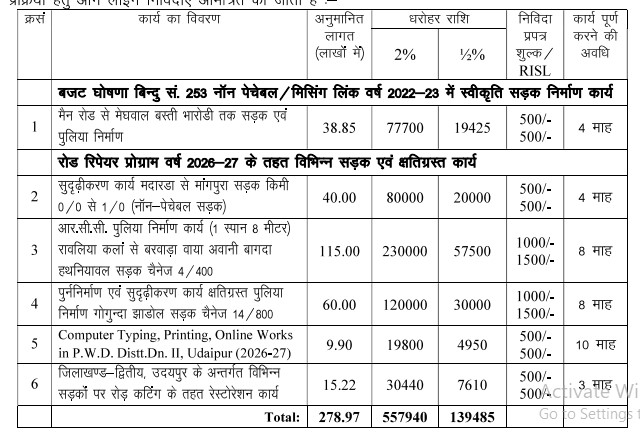 प्रक्रिया हेतु ऑन लाईन निविदाएं आमंत्रित की जाती है :–
क्रसं कार्य का विवरण अनुमानित लागत (लाखों में) धरोहर राशि 2% ½% निविदा प्रपत्र शुल्क/ RISL कार्य पूर्ण करने की अवधि
बजट घोषणा बिन्दु सं. 253 नॉन पेचेबल/मिसिंग लिंक वर्ष 2022–23 में स्वीकृति सड़क निर्माण कार्य
1 मैन रोड से मेघवाल बस्ती भारोडी तक सड़क एवं 38.85 77700 19425 500/- 4 माह
पुलिया निर्माण 500/-
रोड रिपेयर प्रोग्राम वर्ष 2026–27 के तहत विभिन्न सड़क एवं क्षतिग्रस्त कार्य
2 सुदृढ़ीकरण कार्य मदारडा से मांगपुरा सड़क किमी 40.00 80000 20000 500/- 4 माह
0/0 से 1/0 (नॉन–पेचेबल सड़क) 500/-
3 आर.सी.सी. पुलिया निर्माण कार्य (1 स्पान 8 मीटर) 115.00 230000 57500 1000/- 8 माह
रावलिया कलां से बरवाड़ा वाया अवानी बागदा 1500/-
हथनियावल सड़क चैनेज 4/400
4 पुर्ननिर्माण एवं सुदृढ़ीकरण कार्य क्षतिग्रस्त पुलिया 60.00 120000 30000 1000/- 8 माह
निर्माण गोगुन्दा झाडोल सड़क चैनेज 14/800 1500/-
5 Computer Typing, Printing, Online Works 9.90 19800 4950 500/- 10 माह
in P.W.D. Distt.Dn. II, Udaipur (2026-27) 500/-
6 जिलाखण्ड–द्वितीय, उदयपुर के अन्तर्गत विभिन्न 15.22 30440 7610 500/- 3 माह
सड़कों पर रोड़ कटिंग के तहत रेस्टोरेशन कार्य 500/-
Total: 278.97 557940 139485
Activate Wi
Go to Settings t